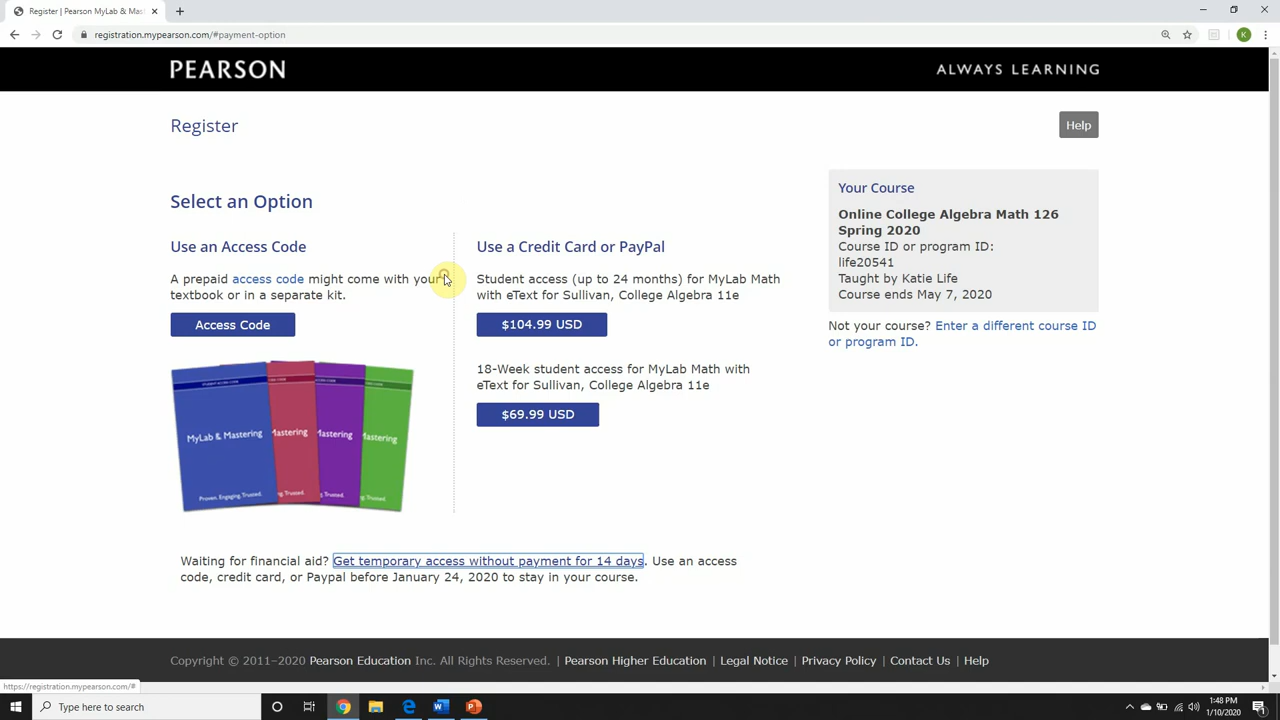 Register | Pearson MyLab & Mas
registration.mypearson.com/#payment-option
K
PEARSON
ALWAYS LEARNING
Register
Help
Select an Option
Use an Access Code
A prepaid access code might come with your
textbook or in a separate kit.
Access Code
MyLab & Mastering
Mastering
Mastering
Mastering
Proven. Engaging. Trusted.
Use a Credit Card or PayPal
Student access (up to 24 months) for MyLab Math
with eText for Sullivan, College Algebra 11e
$104.99 USD
18-Week student access for MyLab Math with
eText for Sullivan, College Algebra 11e
$69.99 USD
Your Course
Online College Algebra Math 126
Spring 2020
Course ID or program ID:
life20541
Taught by Katie Life
Course ends May 7, 2020
Not your course? Enter a different course ID
or program ID.
Waiting for financial aid? Get temporary access without payment for 14 days. Use an access
code, credit card, or Paypal before January 24, 2020 to stay in your course.
Copyright © 2011–2020 Pearson Education Inc. All Rights Reserved. | Pearson Higher Education | Legal Notice | Privacy Policy | Contact Us | Help
https://registration.mypearson.com/#
Type here to search
1:48 PM
1/10/2020